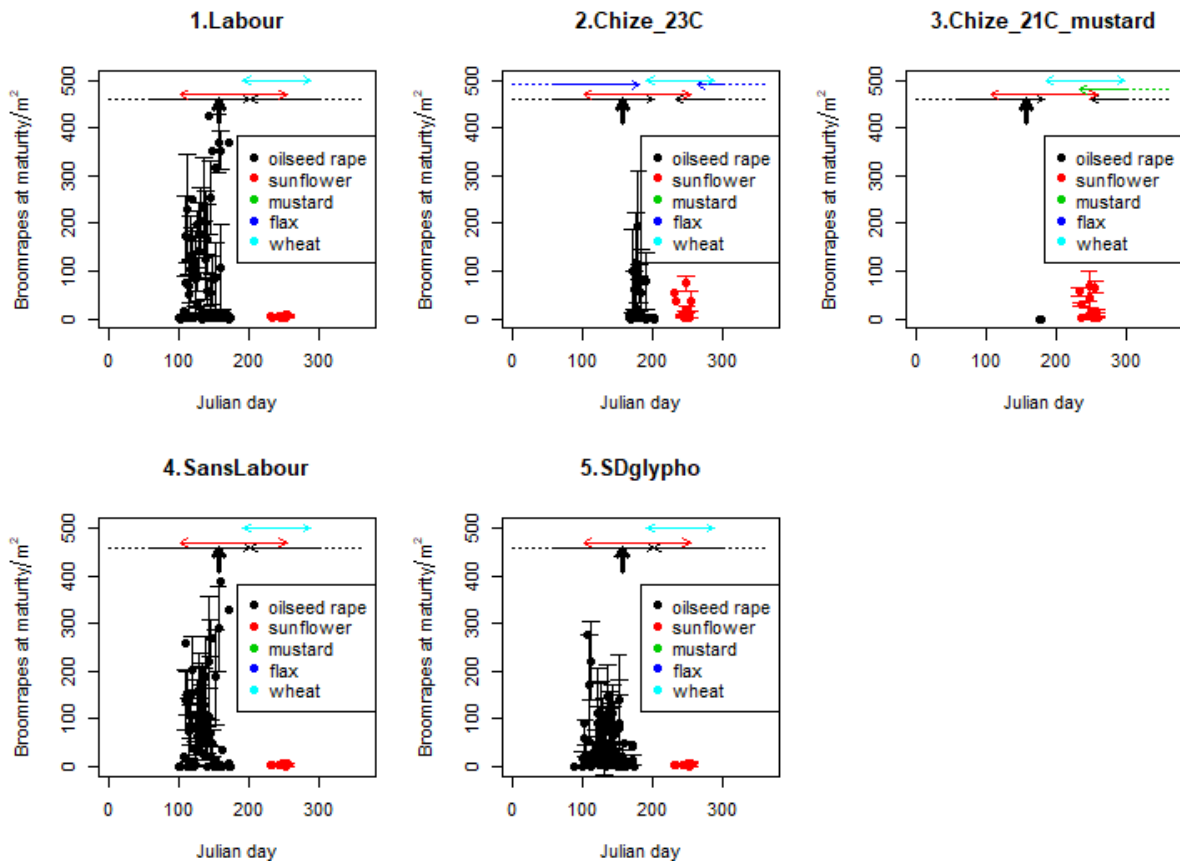 1.Labour
Broomrapes at maturity/m²
500
400
300
200
100
0
oilseed rape
sunflower
mustard
flax
wheat
0 100 200 300
Julian day
2.Chize_23C
Broomrapes at maturity/m²
500
400
300
200
100
0
oilseed rape
sunflower
mustard
flax
wheat
0 100 200 300
Julian day
3.Chize_21C_mustard
Broomrapes at maturity/m²
500
400
300
200
100
0
oilseed rape
sunflower
mustard
flax
wheat
0 100 200 300
Julian day
4.SansLabour
Broomrapes at maturity/m²
500
400
300
200
100
0
oilseed rape
sunflower
mustard
flax
wheat
0 100 200 300
Julian day
5.SDglypho
Broomrapes at maturity/m²
500
400
300
200
100
0
oilseed rape
sunflower
mustard
flax
wheat
0 100 200 300
Julian day